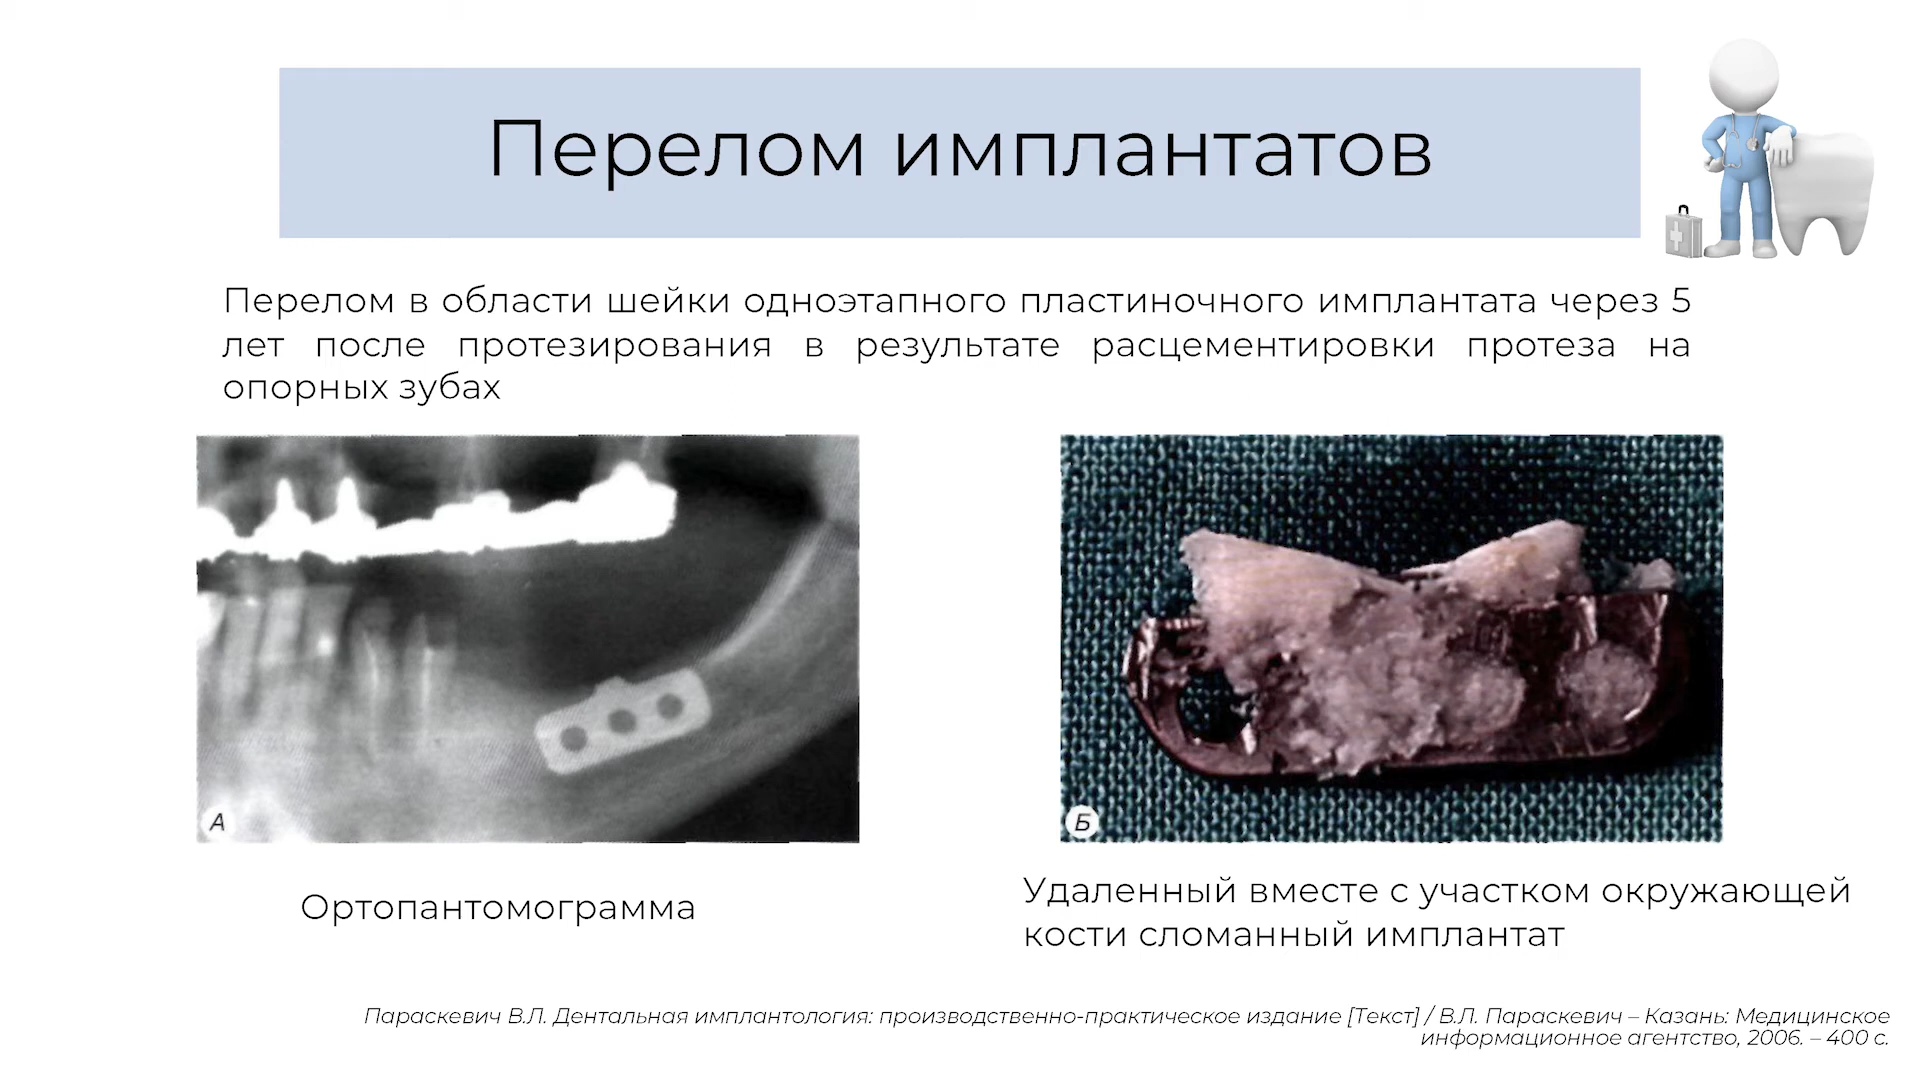 Перелом имплантатов
Перелом в области шейки одноэтапного пластиночного имплантата через 5
лет после протезирования в результате расцементировки протеза на
опорных зубах
А
Б
Ортопантомограмма
Удаленный вместе с участком окружающей
кости сломанный имплантат
Параскевич В.Л. Дентальная имплантология: производственно-практическое издание [Текст] / В.Л. Параскевич – Казань: Медицинское
информационное агентство, 2006. – 400 с.